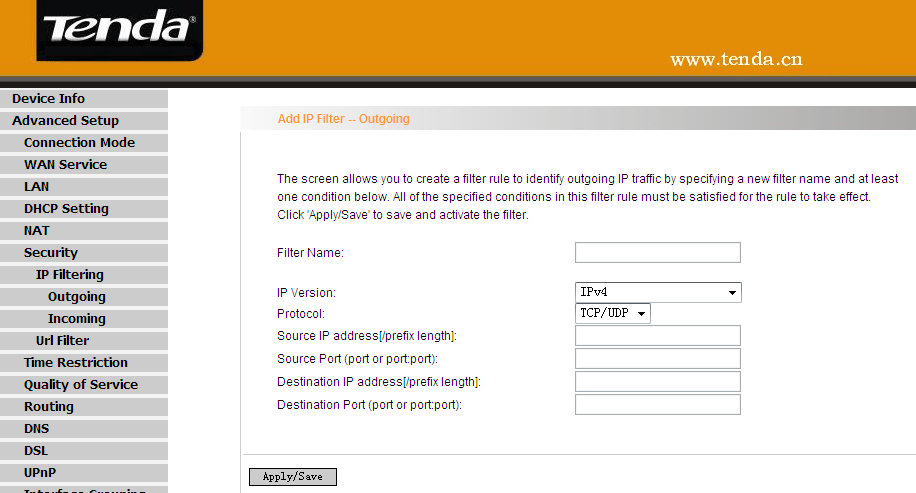 Tenda®
www.tenda.cn
Device Info
Advanced Setup
Connection Mode
WAN Service
LAN
DHCP Setting
NAT
Security
IP Filtering
Outgoing
Incoming
Url Filter
Time Restriction
Quality of Service
Routing
DNS
DSL
UPnP
Interface Grouping
Add IP Filter -- Outgoing
The screen allows you to create a filter rule to identify outgoing IP traffic by specifying a new filter name and at least
one condition below. All of the specified conditions in this filter rule must be satisfied for the rule to take effect.
Click 'Apply/Save' to save and activate the filter.
Filter Name:
IP Version: IPv4
Protocol: TCP/UDP
Source IP address[/prefix length]:
Source Port (port or port:port):
Destination IP address[/prefix length]:
Destination Port (port or port:port):
Apply/Save